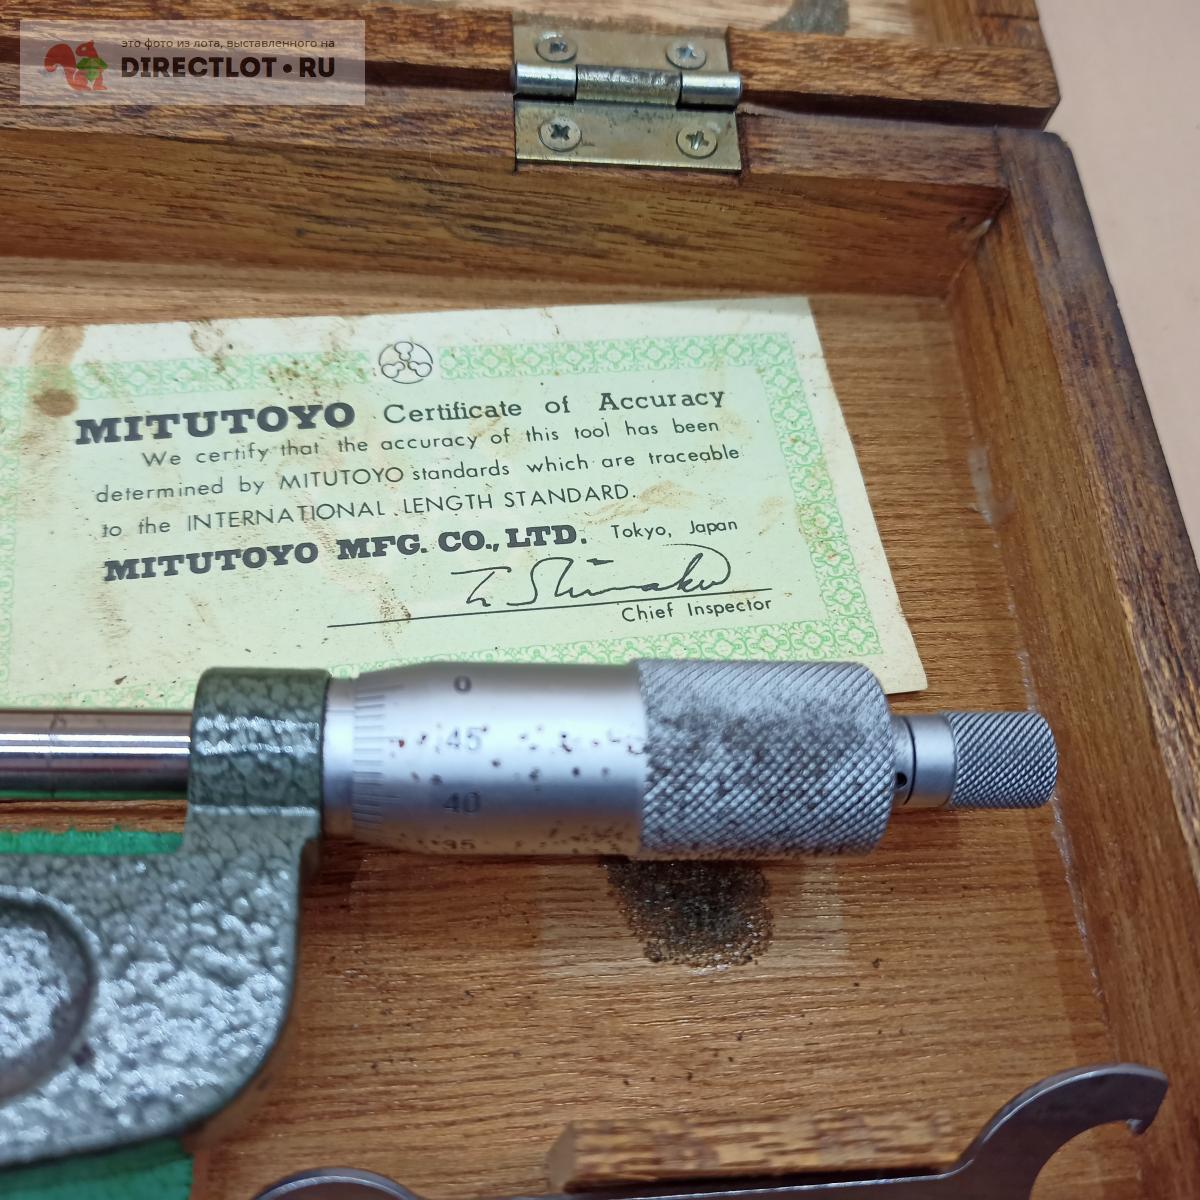 это фото из лота, выставленного на
DIRECTLOT•RU
MITUTOYO Certificate of Accuracy
We certify that the accuracy of this tool has been
determined by MITUTOYO standards which are traceable
to the INTERNATIONAL LENGTH STANDARD.
MITUTOYO MFG. CO., LTD. Tokyo, Japan
Chief Inspector
0
45
40
35